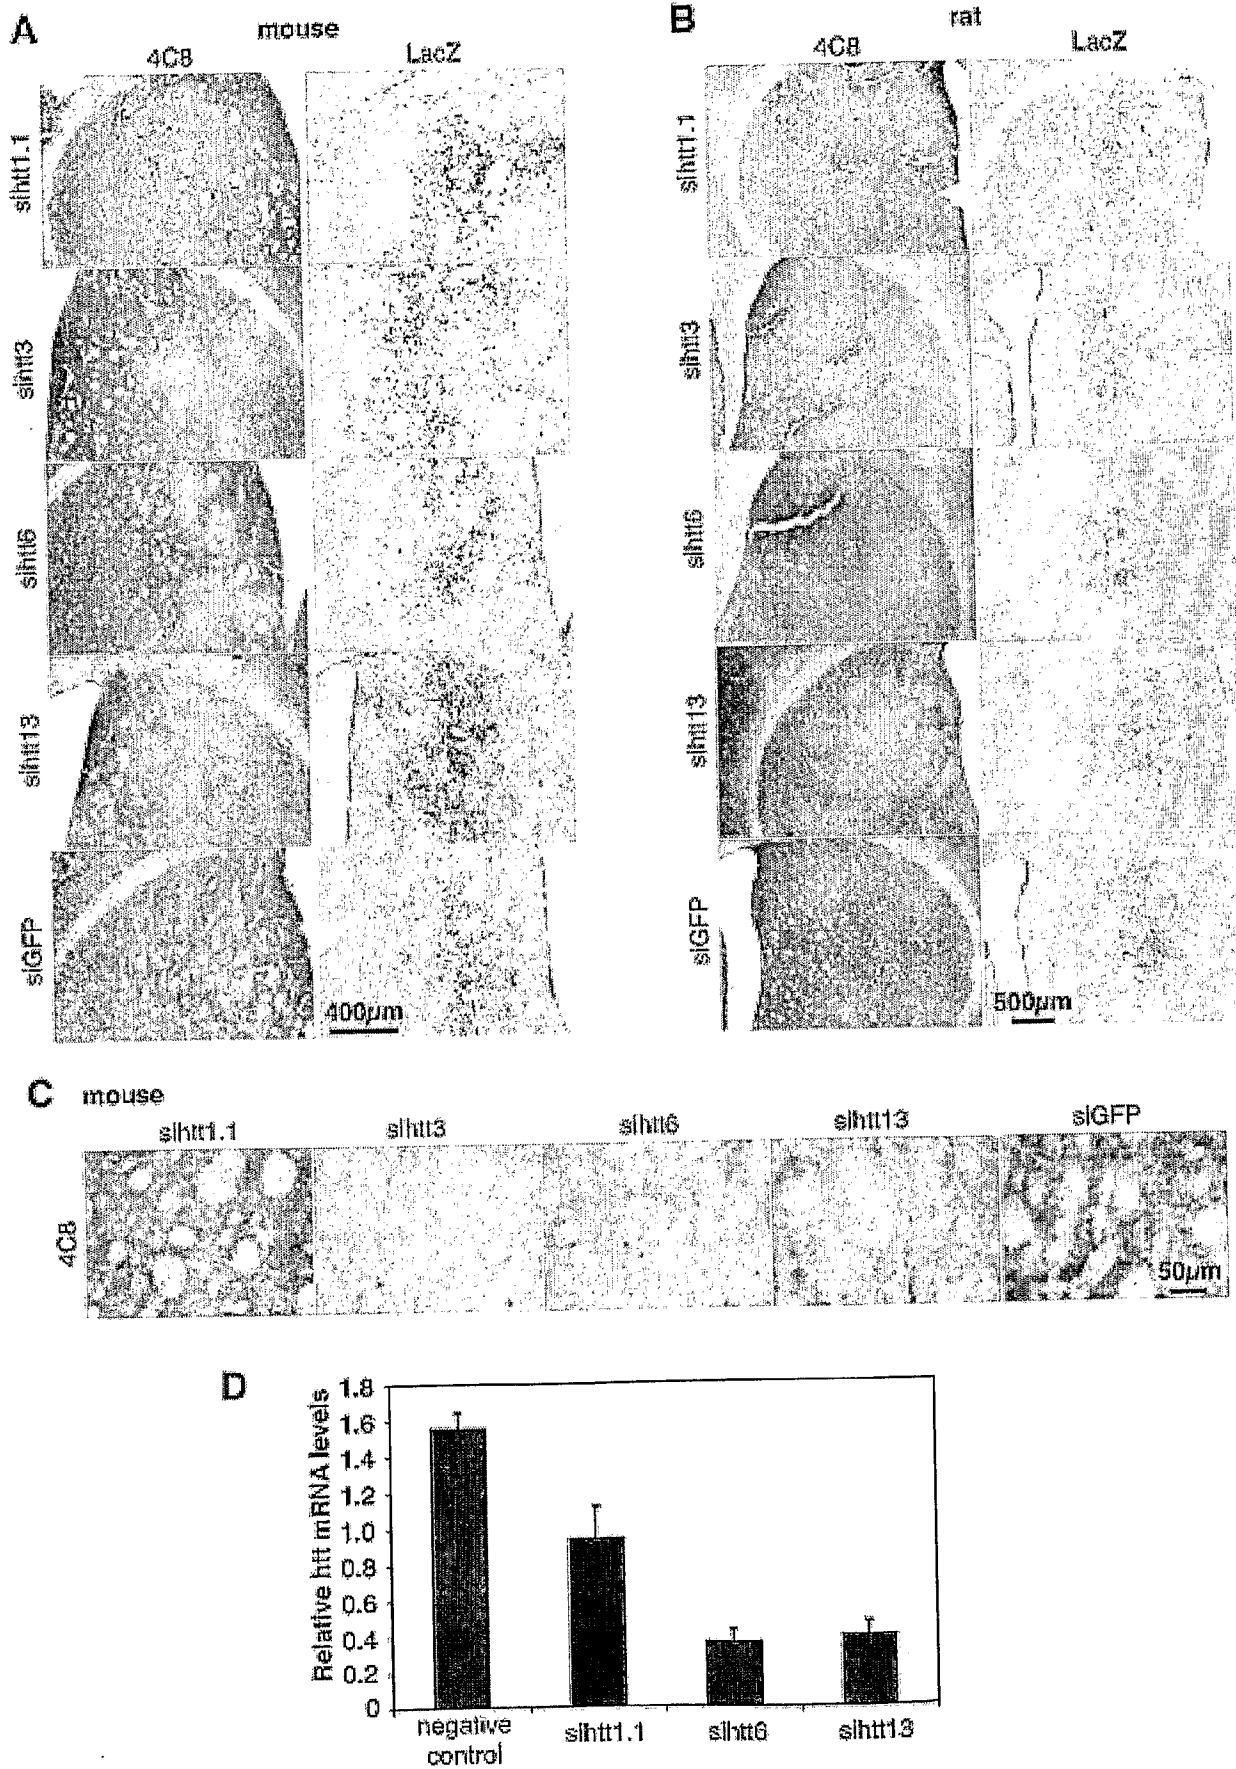 A
mouse
4C8
LacZ
sihtt1.1
sihtt3
sihtt6
sihtt13
siGFP
400µm
B
rat
4C8
LacZ
sihtt1.1
sihtt3
sihtt6
sihtt13
siGFP
500µm
C mouse
sihtt1.1 sihtt3 sihtt6 sihtt13 siGFP
4C8
50µm
D
Relative htt mRNA levels
1.8
1.6
1.4
1.2
1.0
0.8
0.6
0.4
0.2
0
negative
control
sihtt1.1 sihtt6 sihtt13